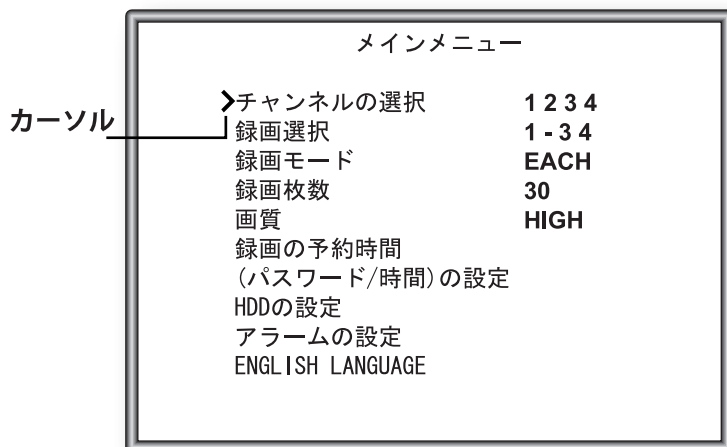 メインメニュー
カーソル
チャンネルの選択 1 2 3 4
録画選択 1 - 3 4
録画モード EACH
録画枚数 30
画質 HIGH
録画の予約時間
(パスワード/時間)の設定
HDDの設定
アラームの設定
ENGLISH LANGUAGE